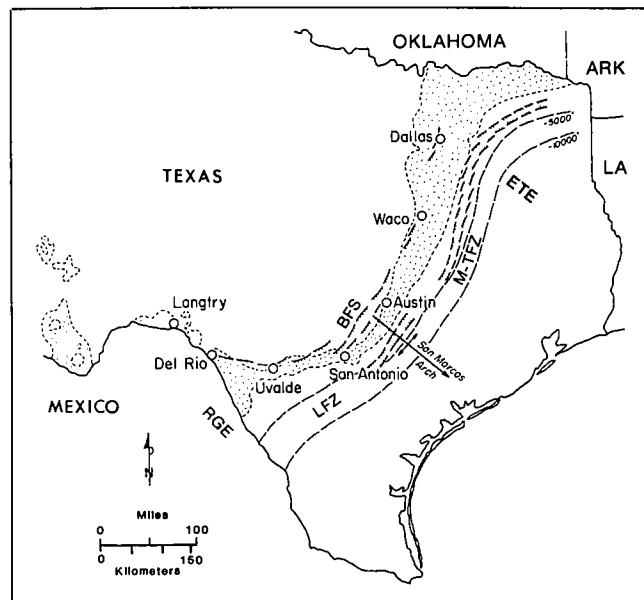 OKLAHOMA
ARK
-5000
-10000
Dallas
LA
TEXAS
ETE
Waco
M-TFZ
Langtry
Austin
BFS
San Marcos
Arch
Del Rio
Uvalde
San Antonio
MEXICO
RGE
LFZ
N
Miles
0 100
0 150
Kilometers